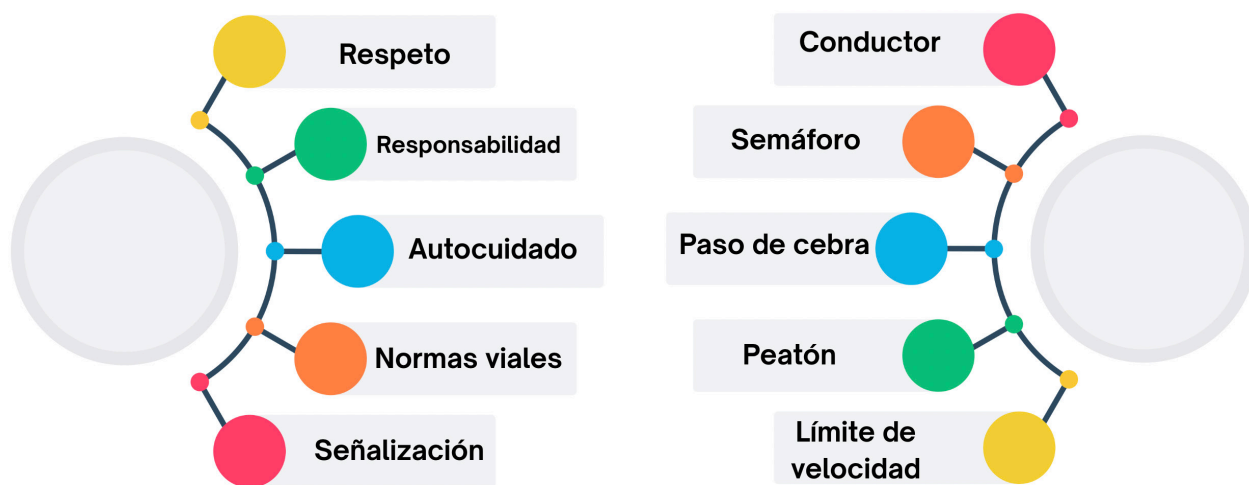 Respeto
Responsabilidad
Autocuidado
Normas viales
Señalización
Conductor
Semáforo
Paso de cebra
Peatón
Límite de
velocidad